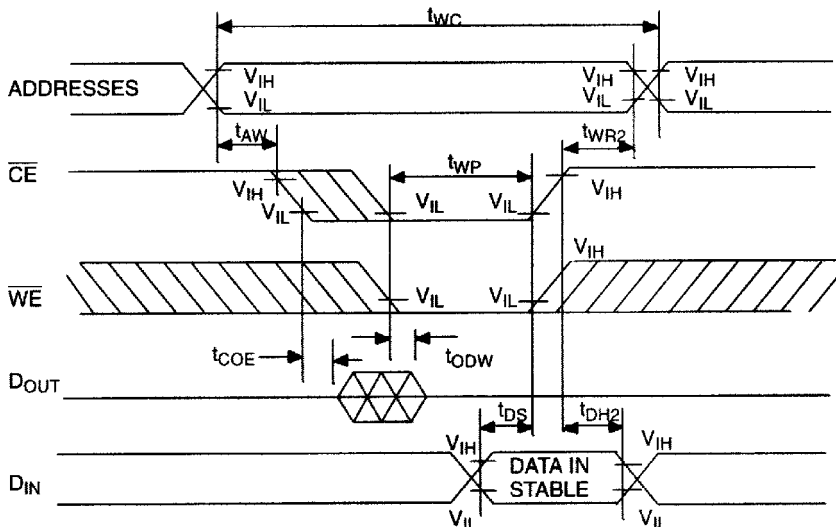 tWC
ADDRESSES
VIH VIH VIH
VIL VIL VIL
tAW tWR2
CE
tWP
VIH VIH
VIL VIL VIL
VIH
WE
VIL VIL
tCOE tODW
DOUT
tDS tDH2
VIH VIH
DIN
DATA IN
STABLE
VIL VIL